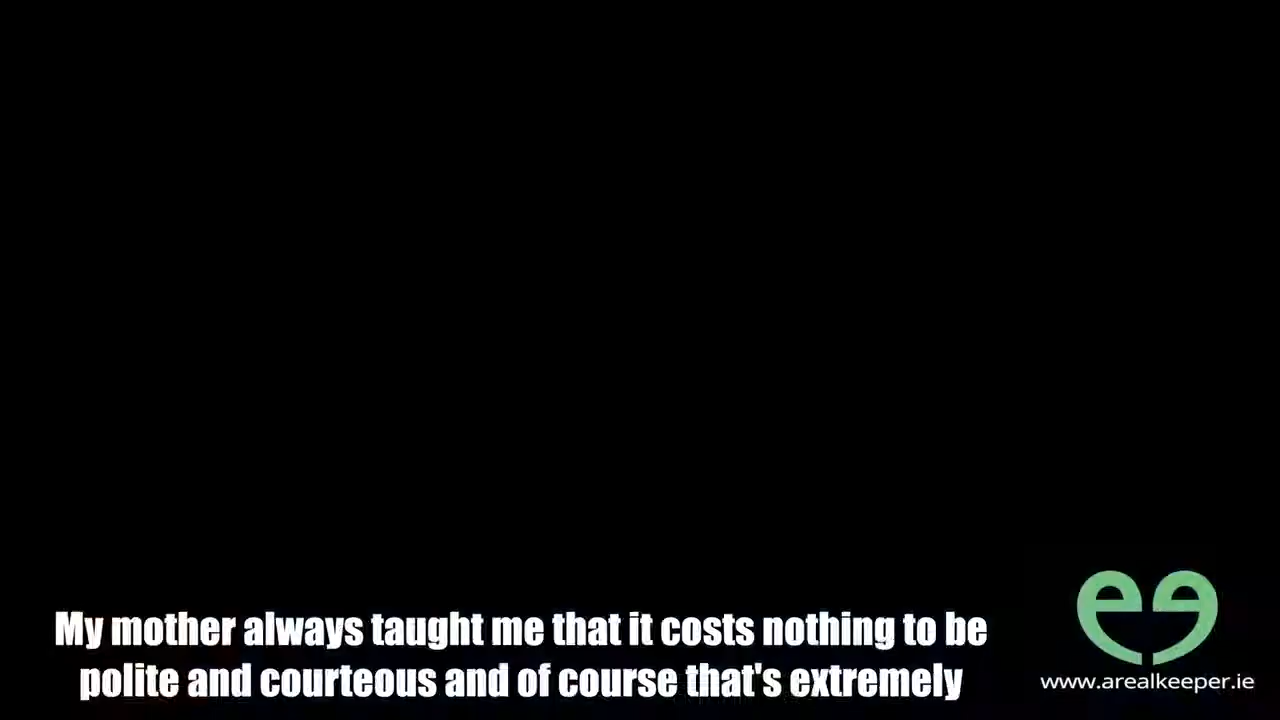 My mother always taught me that it costs nothing to be
polite and courteous and of course that's extremely
www.arealkeeper.ie